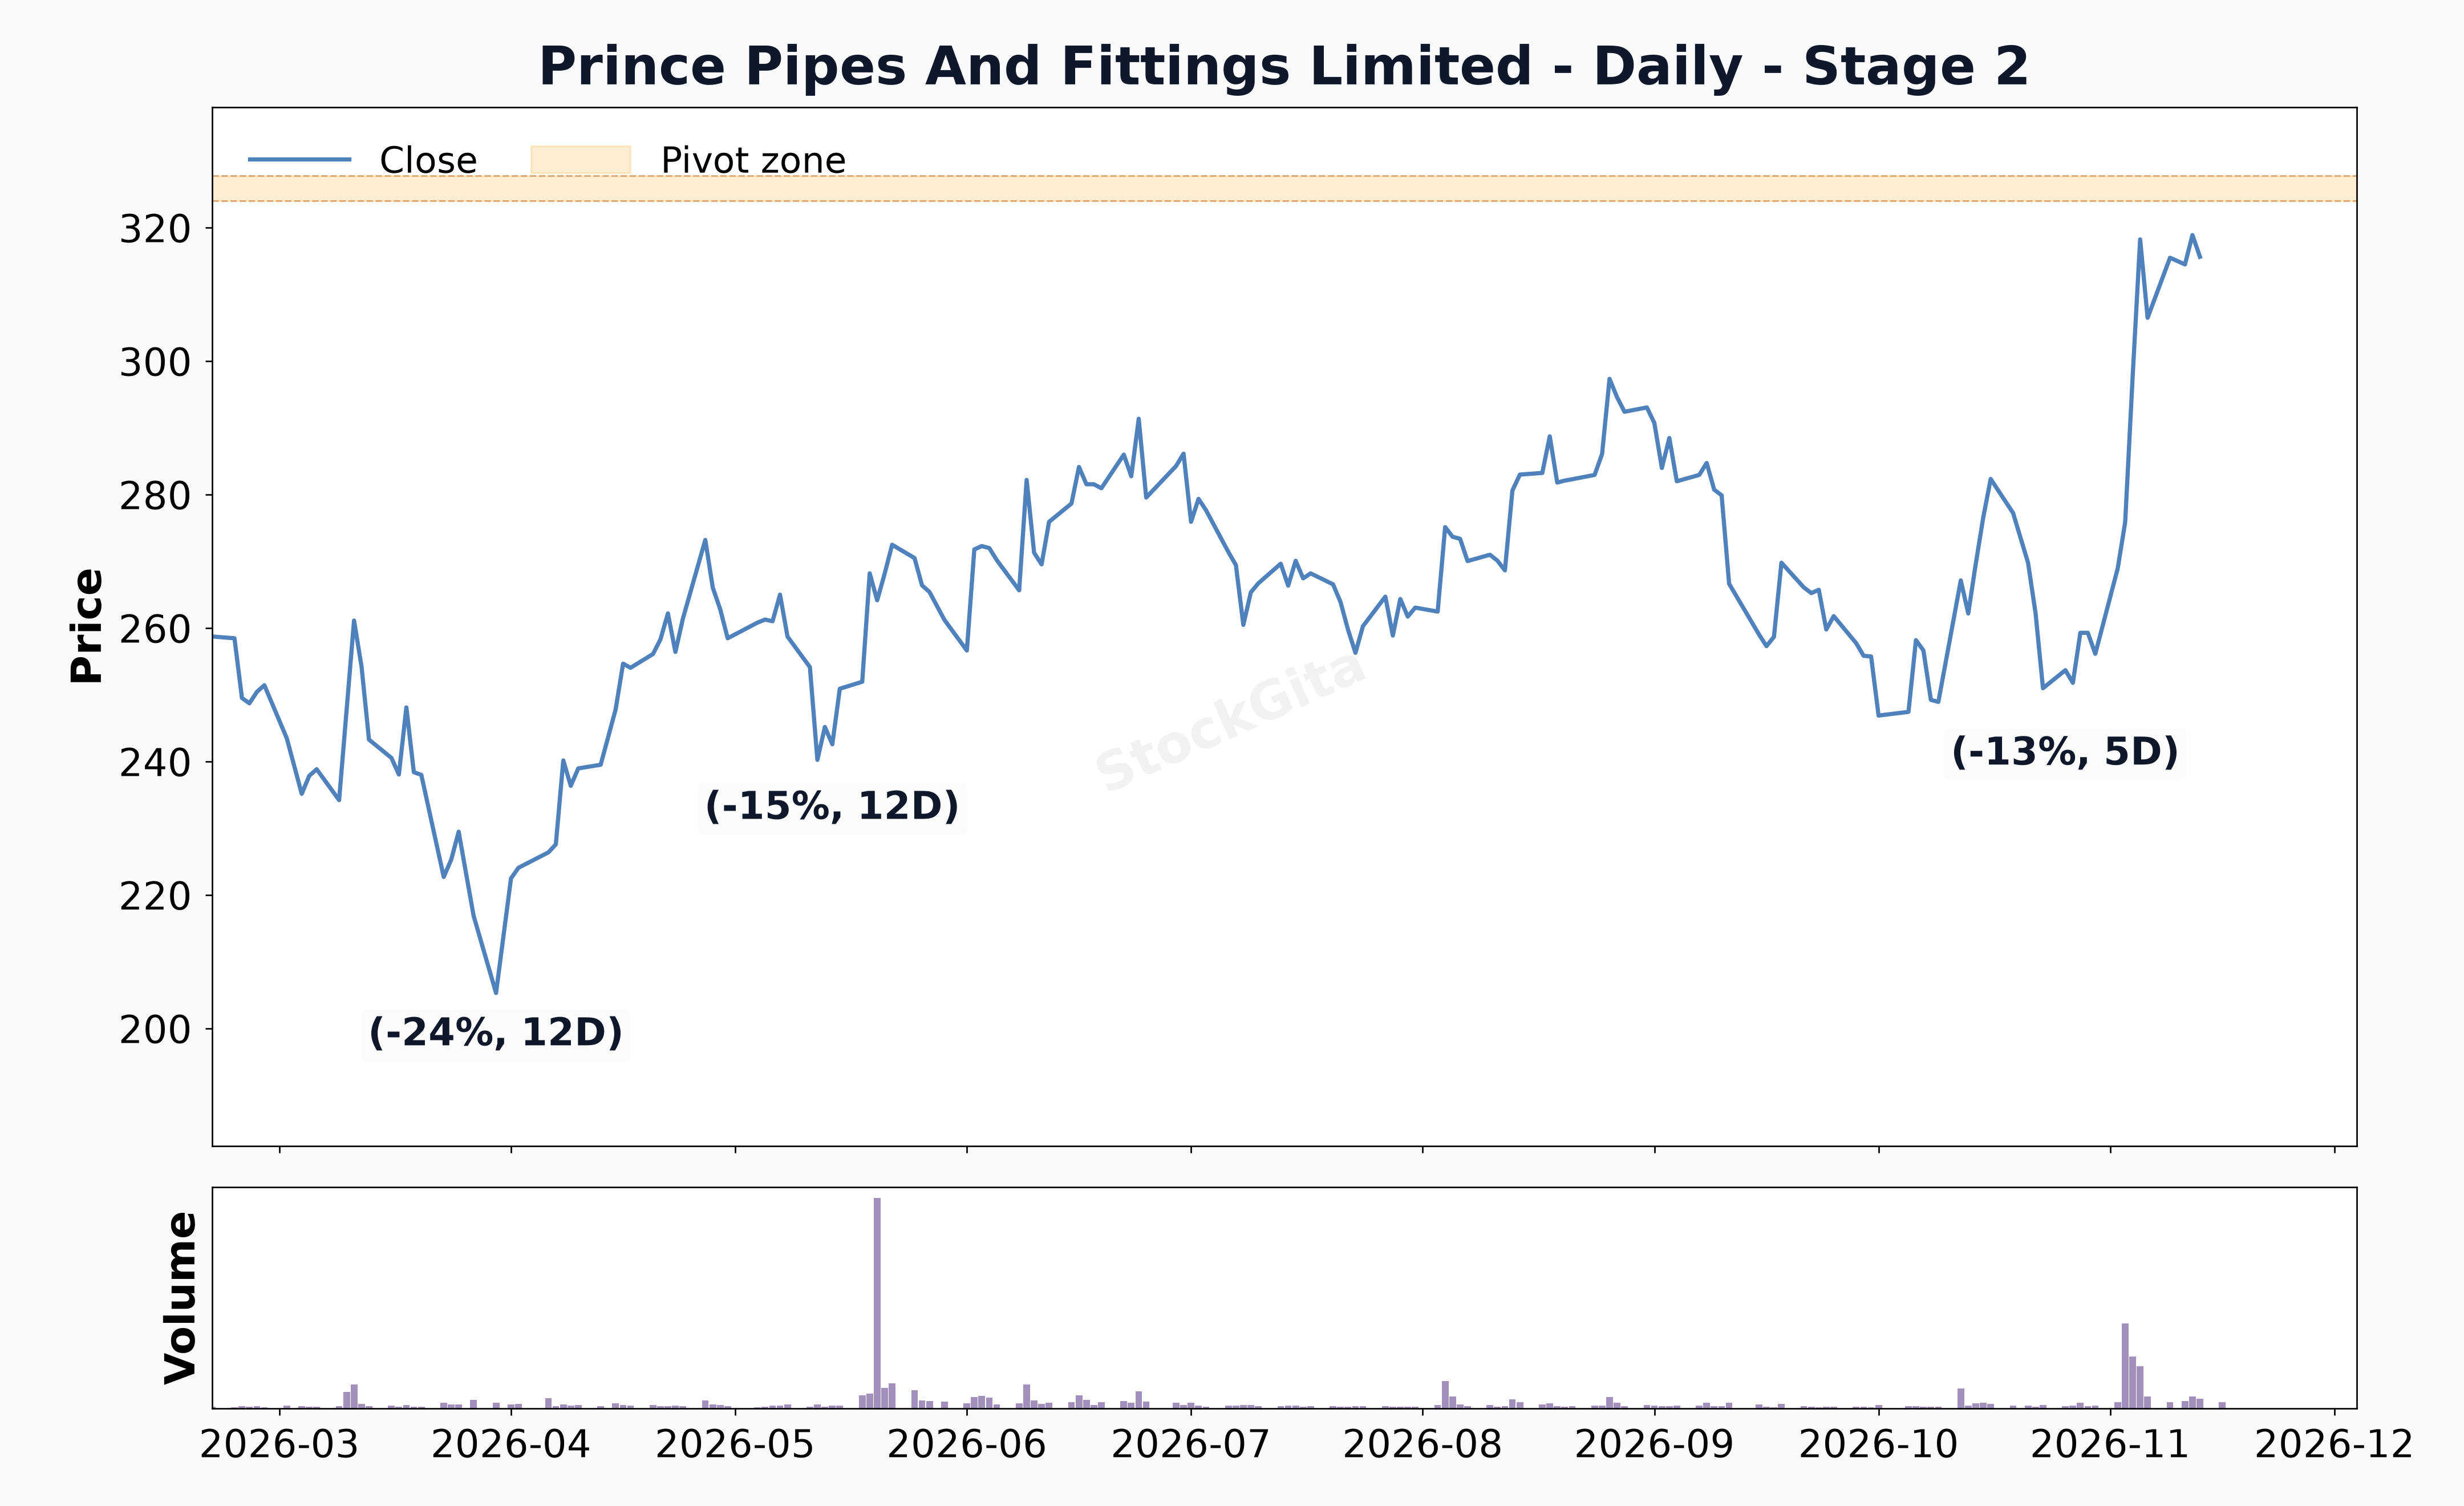 Prince Pipes And Fittings Limited - Daily - Stage 2
Close
Pivot zone
320
300
280
260
240
220
200
Price
(-24%, 12D)
(-15%, 12D)
(-13%, 5D)
StockGita
Volume
2026-03
2026-04
2026-05
2026-06
2026-07
2026-08
2026-09
2026-10
2026-11
2026-12